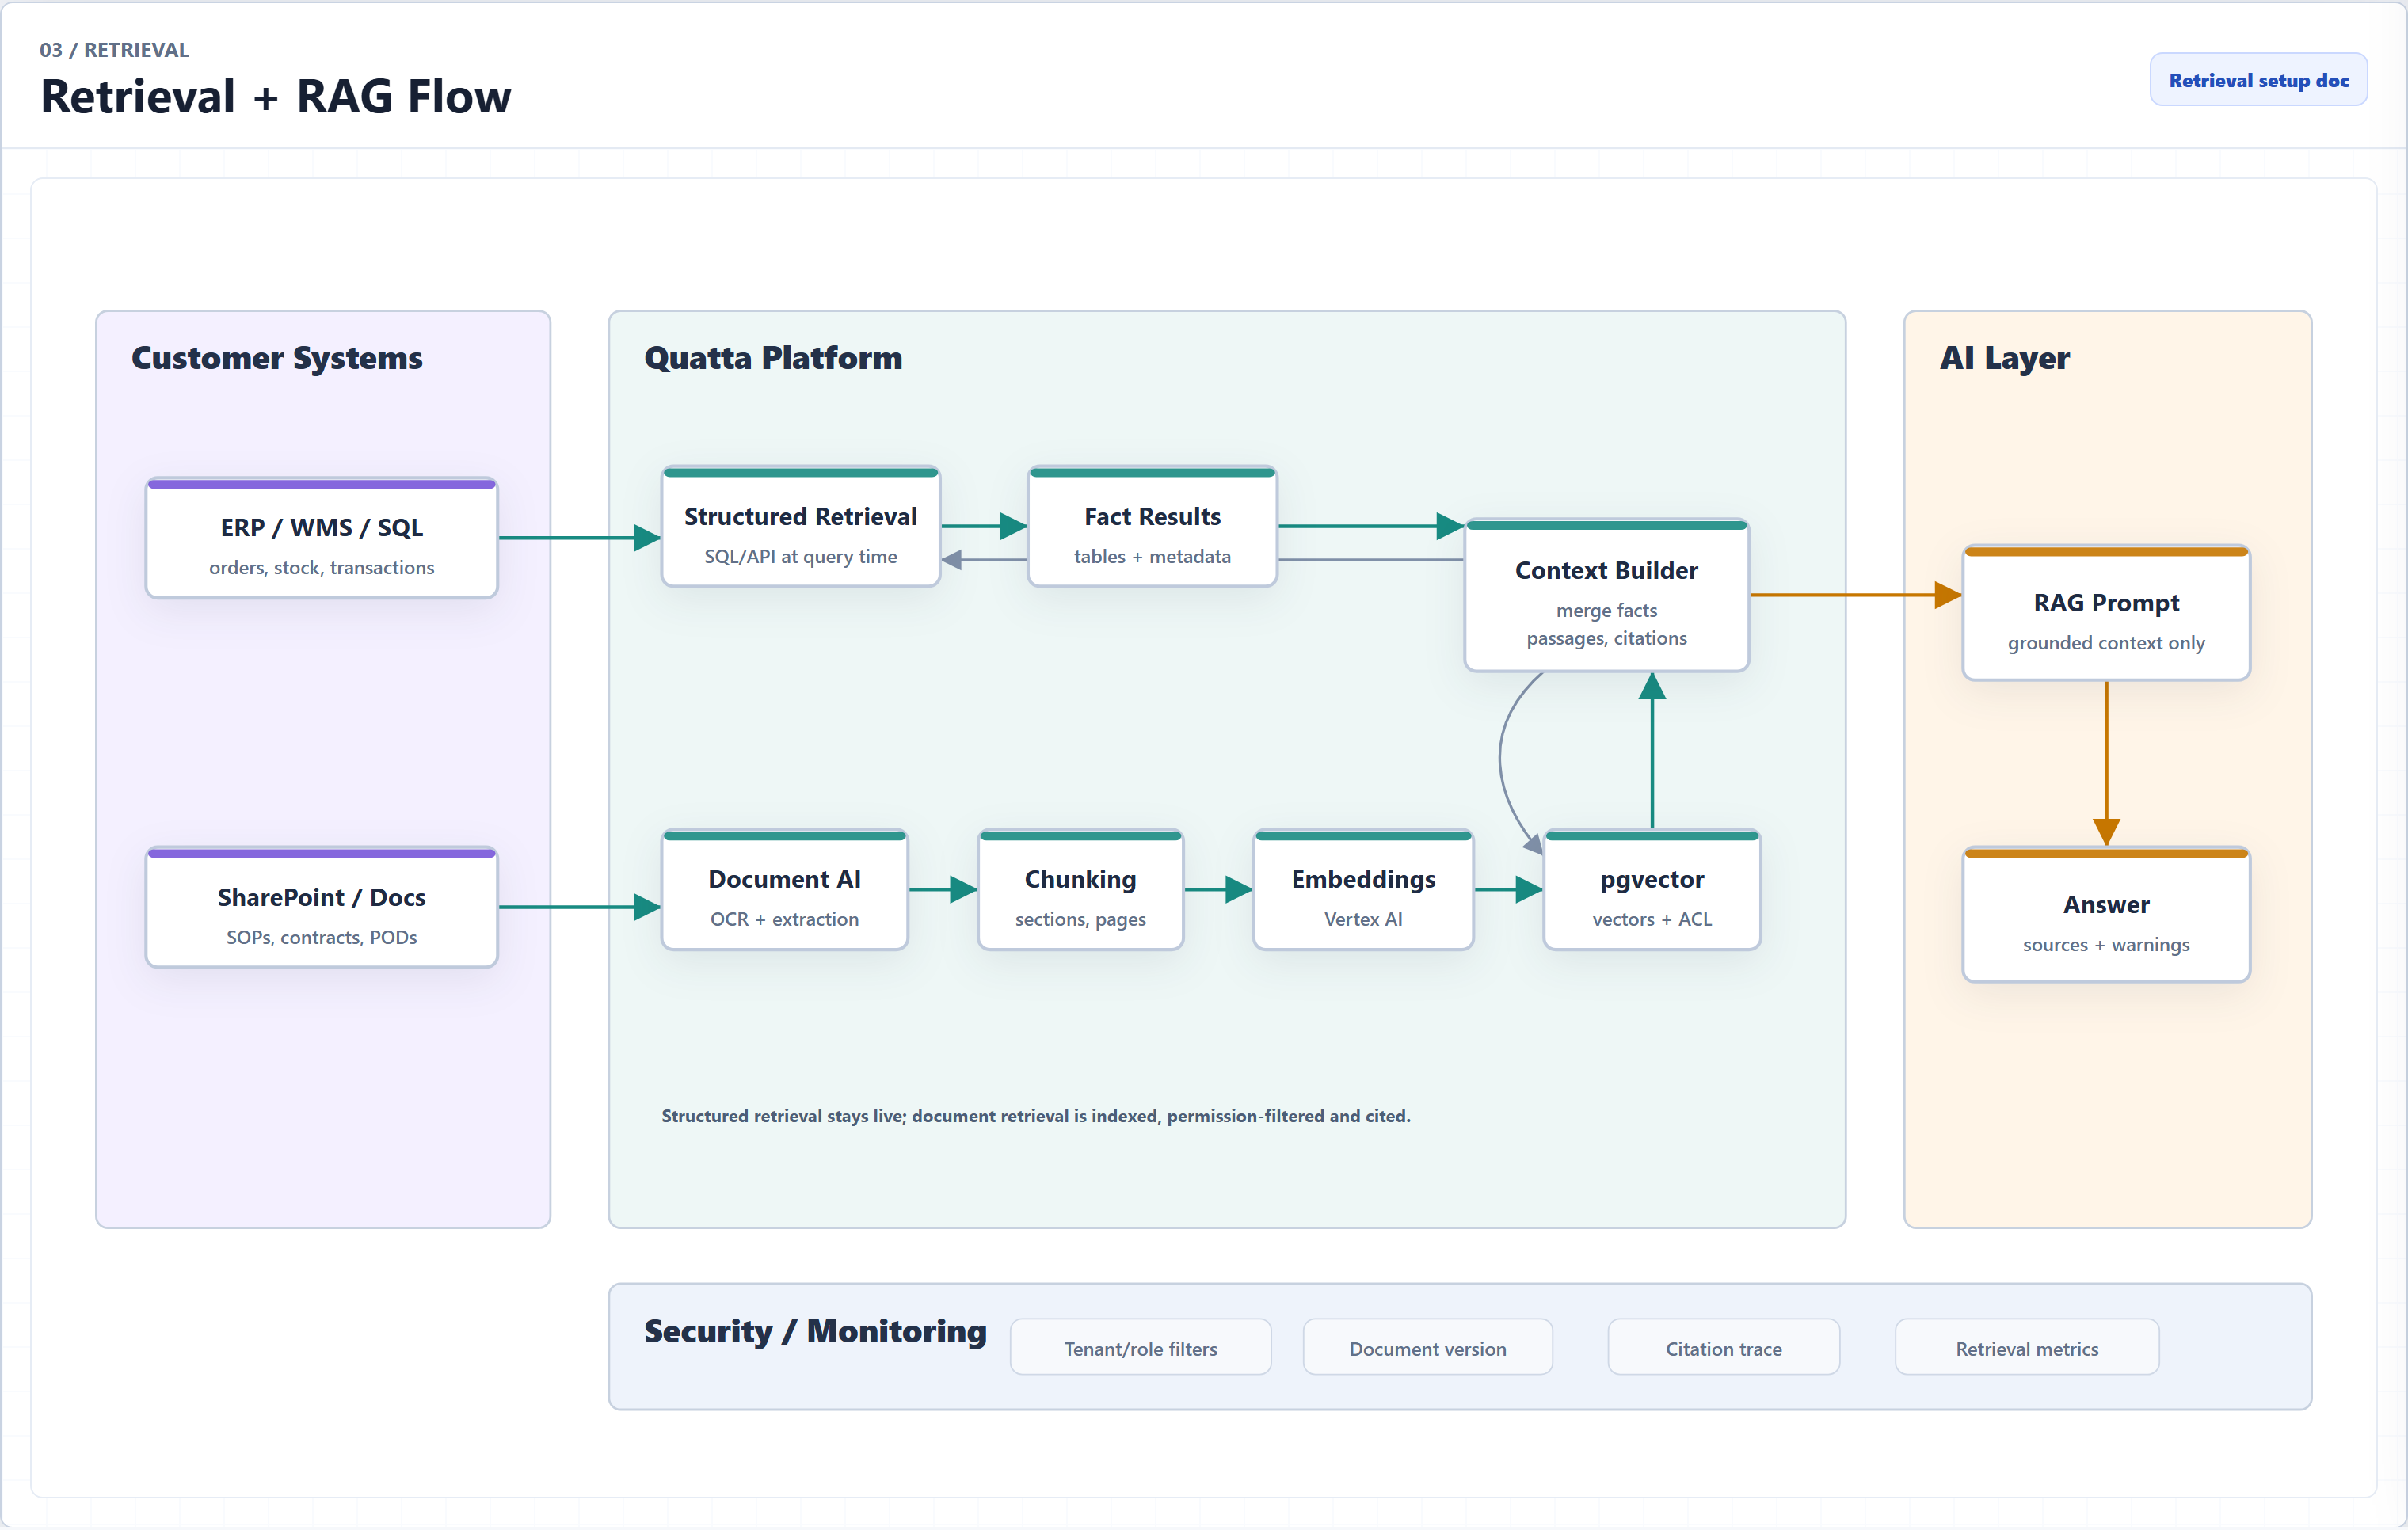 03 / RETRIEVAL
Retrieval + RAG Flow
Retrieval setup doc
Customer Systems
ERP / WMS / SQL
orders, stock, transactions
SharePoint / Docs
SOPs, contracts, PODs
Quatta Platform
Structured Retrieval
SQL/API at query time
Fact Results
tables + metadata
Context Builder
merge facts
passages, citations
Document AI
OCR + extraction
Chunking
sections, pages
Embeddings
Vertex AI
pgvector
vectors + ACL
Structured retrieval stays live; document retrieval is indexed, permission-filtered and cited.
AI Layer
RAG Prompt
grounded context only
Answer
sources + warnings
Security / Monitoring
Tenant/role filters
Document version
Citation trace
Retrieval metrics